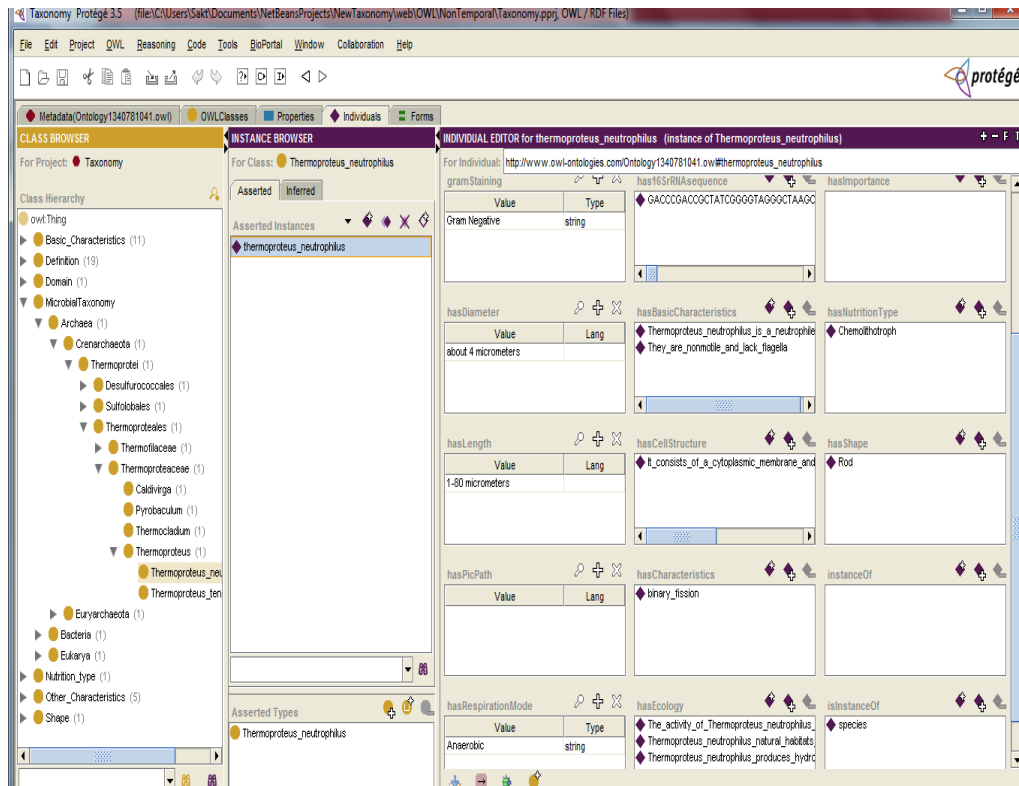 Taxonomy Protégé 3.5 (file:\C:\Users\Sakt\Documents\NetBeansProjects\NewTaxonomy\web\OWL\NonTemporal\Taxonomy.pprj, OWL / RDF Files)
File Edit Project OWL Reasoning Code Tools BioPortal Window Collaboration Help
protégé
Metadata(Ontology1340781041.owl) OWLClasses Properties Individuals Forms
CLASS BROWSER
For Project: Taxonomy
Class Hierarchy
owl:Thing
Basic_Characteristics (11)
Definition (19)
Domain (1)
MicrobialTaxonomy
Archaea (1)
Crenarchaeota (1)
Thermoprotei (1)
Desulfurococcales (1)
Sulfolobales (1)
Thermoproteales (1)
Thermofilaceae (1)
Thermoproteaceae (1)
Caldivirga (1)
Pyrobaculum (1)
Thermocladium (1)
Thermoproteus (1)
Thermoproteus_neu
Thermoproteus_ten
Euryarchaeota (1)
Bacteria (1)
Eukarya (1)
Nutrition_type (1)
Other_Characteristics (5)
Shape (1)
INSTANCE BROWSER
For Class: Thermoproteus_neutrophilus
Asserted Inferred
Asserted Instances
thermoproteus_neutrophilus
Asserted Types
Thermoproteus_neutrophilus
INDIVIDUAL EDITOR for thermoproteus_neutrophilus (instance of Thermoproteus_neutrophilus) + − F T
For Individual: http://www.owl-ontologies.com/Ontology1340781041.owl#thermoproteus_neutrophilus
gramStaining has16SrRNAsequence hasImportance
Value Type
Gram Negative string
GACCCGACCGCTATCGGGGTAGGGCTAAGC
hasDiameter hasBasicCharacteristics hasNutritionType
Value Lang
about 4 micrometers
Thermoproteus_neutrophilus_is_a_neutrophile
They_are_nonmotile_and_lack_flagella
Chemolithotroph
hasLength hasCellStructure hasShape
Value Lang
1-80 micrometers
It_consists_of_a_cytoplasmic_membrane_and
Rod
hasPicPath hasCharacteristics instanceOf
Value Lang
binary_fission
hasRespirationMode hasEcology isInstanceOf
Value Type
Anaerobic string
The_activity_of_Thermoproteus_neutrophilus_
Thermoproteus_neutrophilus_natural_habitats
Thermoproteus_neutrophilus_produces_hydro
species